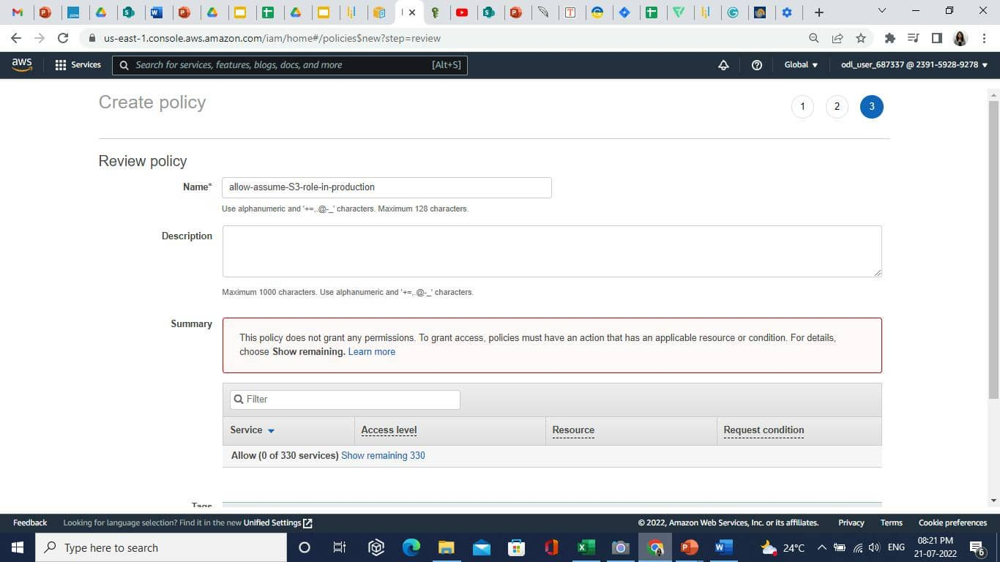 us-east-1.console.aws.amazon.com/iam/home#/policies$new?step=review
aws
Services
Search for services, features, blogs, docs, and more
[Alt+S]
Global
odl_user_687337 @ 2391-5928-9278
Create policy
1
2
3
Review policy
Name*
allow-assume-S3-role-in-production
Use alphanumeric and '+=,.@-_' characters. Maximum 128 characters.
Description
Maximum 1000 characters. Use alphanumeric and '+=,.@-_' characters.
Summary
This policy does not grant any permissions. To grant access, policies must have an action that has an applicable resource or condition. For details,
choose Show remaining. Learn more
Filter
Service
Access level
Resource
Request condition
Allow (0 of 330 services) Show remaining 330
Tags
Feedback
Looking for language selection? Find it in the new Unified Settings
© 2022, Amazon Web Services, Inc. or its affiliates.
Privacy
Terms
Cookie preferences
Type here to search
24°C
ENG
08:21 PM
21-07-2022
6